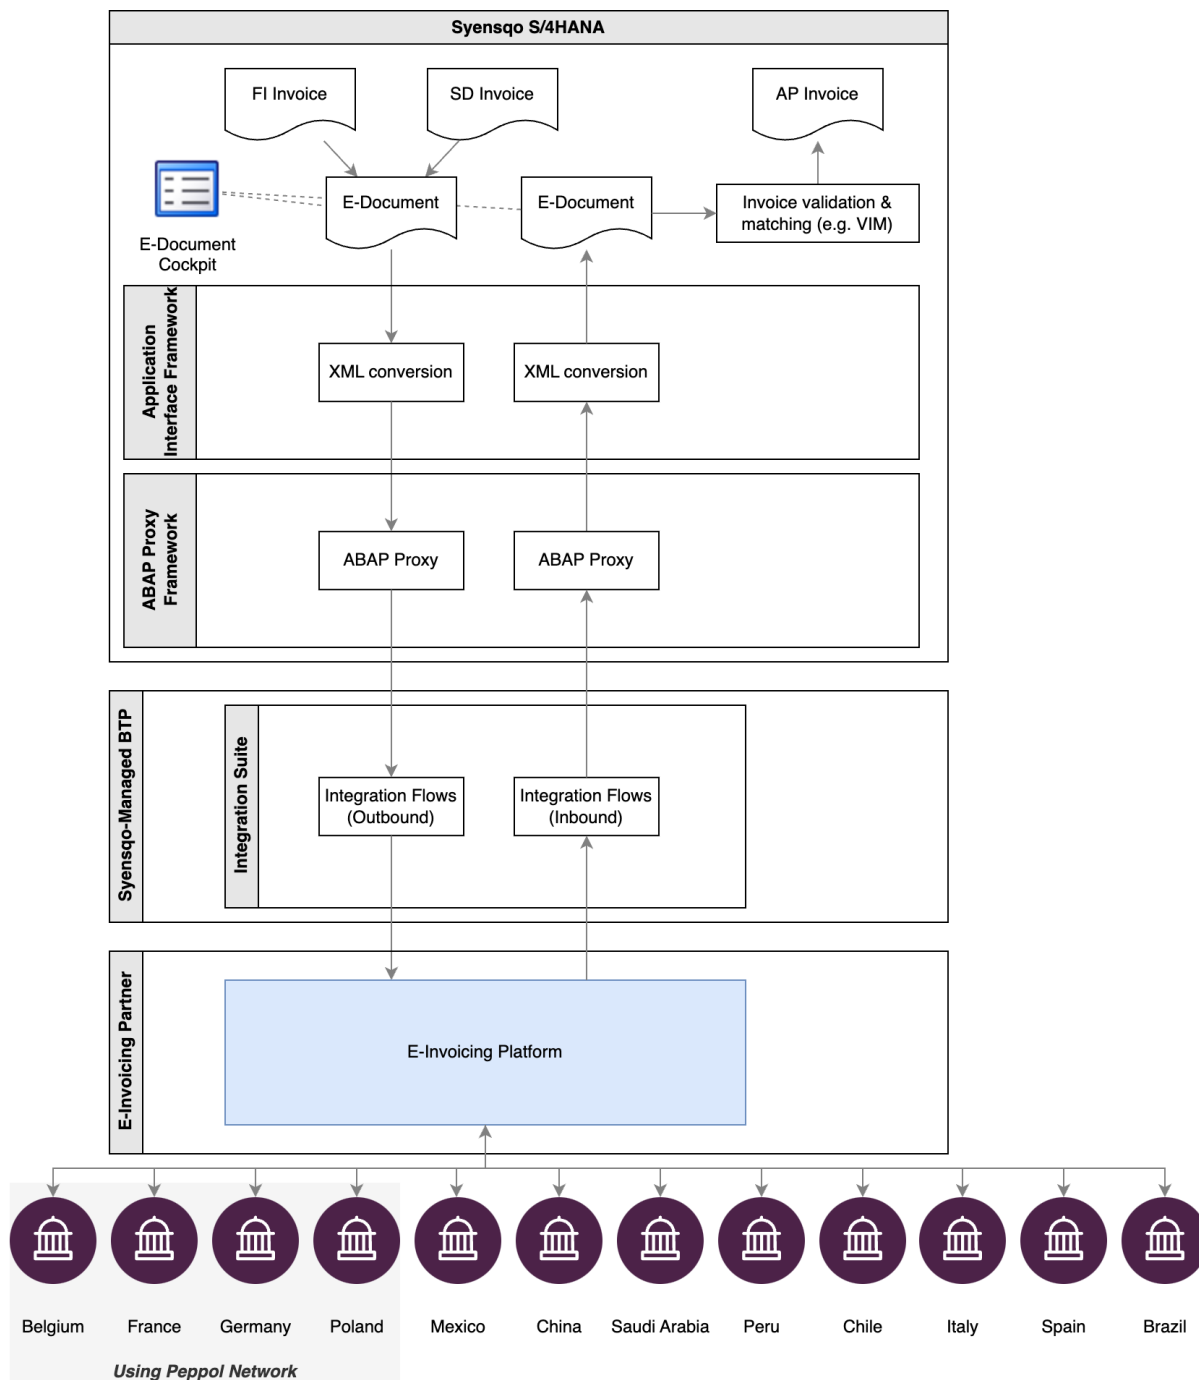 Syensqo S/4HANA
FI Invoice
SD Invoice
AP Invoice
E-Document
Cockpit
E-Document
E-Document
Invoice validation &
matching (e.g. VIM)
Application
Interface Framework
XML conversion
XML conversion
ABAP Proxy
Framework
ABAP Proxy
ABAP Proxy
Syensqo-Managed BTP
Integration Suite
Integration Flows
(Outbound)
Integration Flows
(Inbound)
E-Invoicing Partner
E-Invoicing Platform
Belgium
France
Germany
Poland
Mexico
China
Saudi Arabia
Peru
Chile
Italy
Spain
Brazil
Using Peppol Network